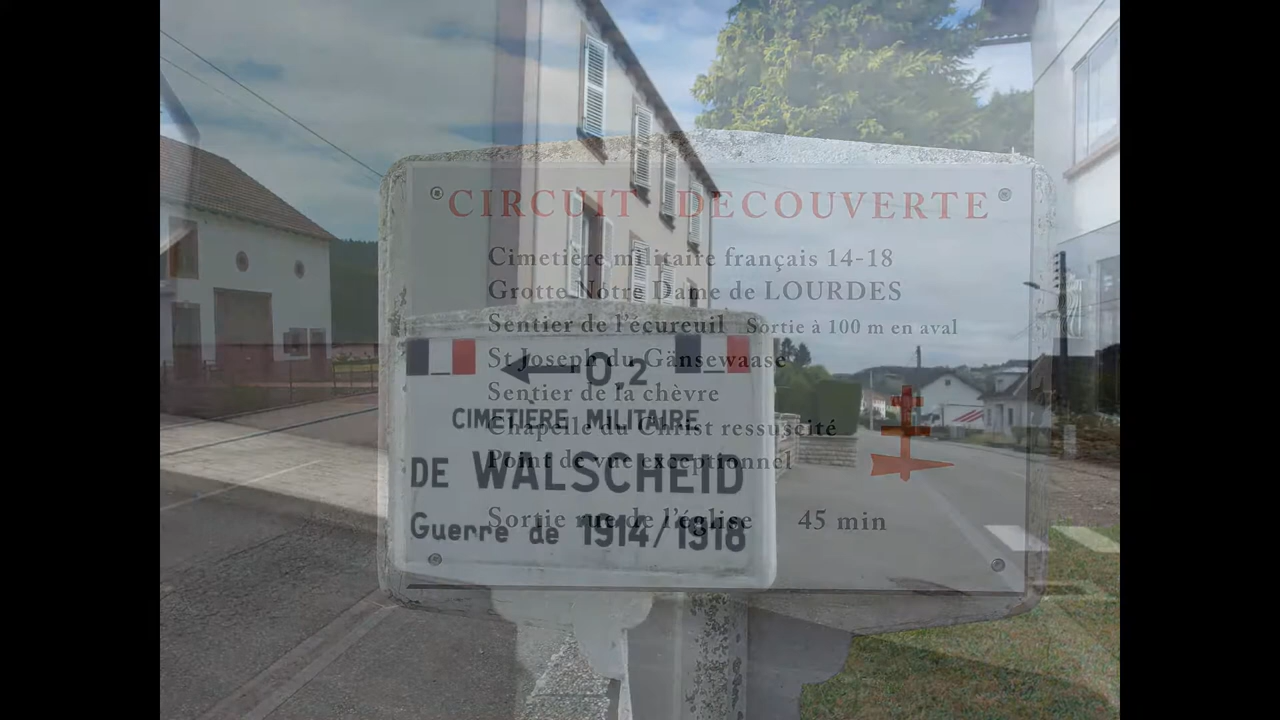 CIRCUIT DECOUVERTE
Cimetière militaire français 14-18
Grotte Notre Dame de LOURDES
Sentier de l'écureuil Sortie à 100 m en aval
St Joseph du Gänsewaase
Sentier de la chèvre
Chapelle du Christ ressuscité
Point de vue exceptionnel
Sortie rue de l'église 45 min
0,2
CIMETIÈRE MILITAIRE
DE WALSCHEID
Guerre de 1914/1918